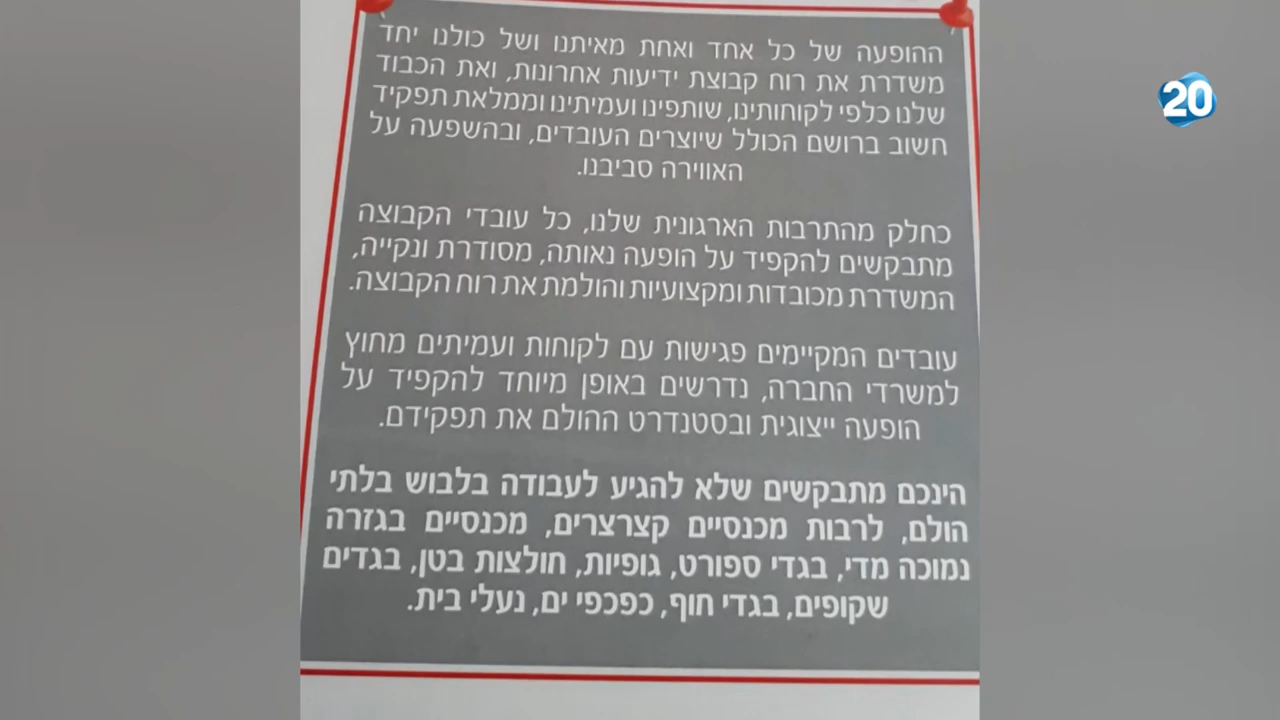 ההופעה של כל אחד ואחת מאיתנו ושל כולנו יחד
משדרת את רוח קבוצת ידיעות אחרונות, ואת הכבוד
שלנו כלפי לקוחותינו, שותפינו ועמיתינו וממלאת תפקיד
חשוב ברושם הכולל שיוצרים העובדים, ובהשפעה על
האווירה סביבנו.
כחלק מהתרבות הארגונית שלנו, כל עובדי הקבוצה
מתבקשים להקפיד על הופעה נאותה, מסודרת ונקייה,
המשדרת מכובדות ומקצועיות והולמת את רוח הקבוצה.
עובדים המקיימים פגישות עם לקוחות ועמיתים מחוץ
למשרדי החברה, נדרשים באופן מיוחד להקפיד על
הופעה ייצוגית ובסטנדרט ההולם את תפקידם.
הינכם מתבקשים שלא להגיע לעבודה בלבוש בלתי
הולם, לרבות מכנסיים קצרצרים, מכנסיים בגזרה
נמוכה מדי, בגדי ספורט, גופיות, חולצות בטן, בגדים
שקופים, בגדי חוף, כפכפי ים, נעלי בית.
20